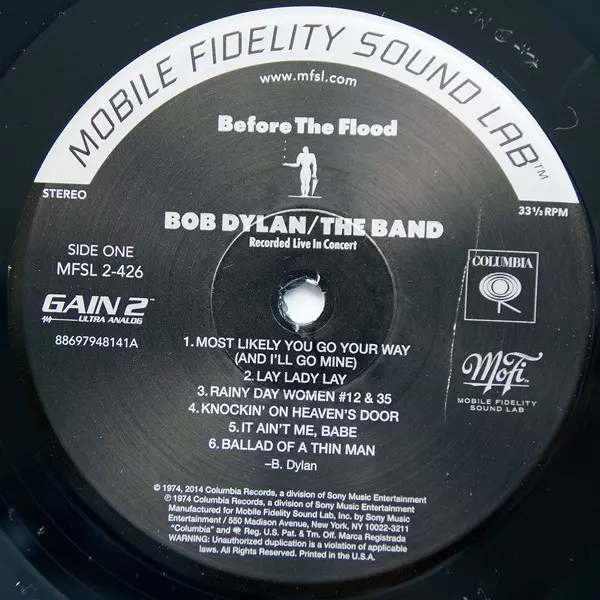 MOBILE FIDELITY SOUND LAB™
www.mfsl.com
Before The Flood
STEREO
33⅓ RPM
BOB DYLAN/THE BAND
Recorded Live In Concert
SIDE ONE
MFSL 2-426
COLUMBIA
GAIN 2™
ULTRA ANALOG
88697948141A
1. MOST LIKELY YOU GO YOUR WAY
(AND I'LL GO MINE)
2. LAY LADY LAY
3. RAINY DAY WOMEN #12 & 35
4. KNOCKIN' ON HEAVEN'S DOOR
5. IT AIN'T ME, BABE
6. BALLAD OF A THIN MAN
–B. Dylan
MoFi™
MOBILE FIDELITY
SOUND LAB
© 1974, 2014 Columbia Records, a division of Sony Music Entertainment
℗ 1974 Columbia Records, a division of Sony Music Entertainment
Manufactured for Mobile Fidelity Sound Lab, Inc. by Sony Music
Entertainment / 550 Madison Avenue, New York, NY 10022-3211
"Columbia" and Reg. U.S. Pat. & Tm. Off. Marca Registrada
WARNING: Unauthorized duplication is a violation of applicable
laws. All Rights Reserved. Printed in the U.S.A.